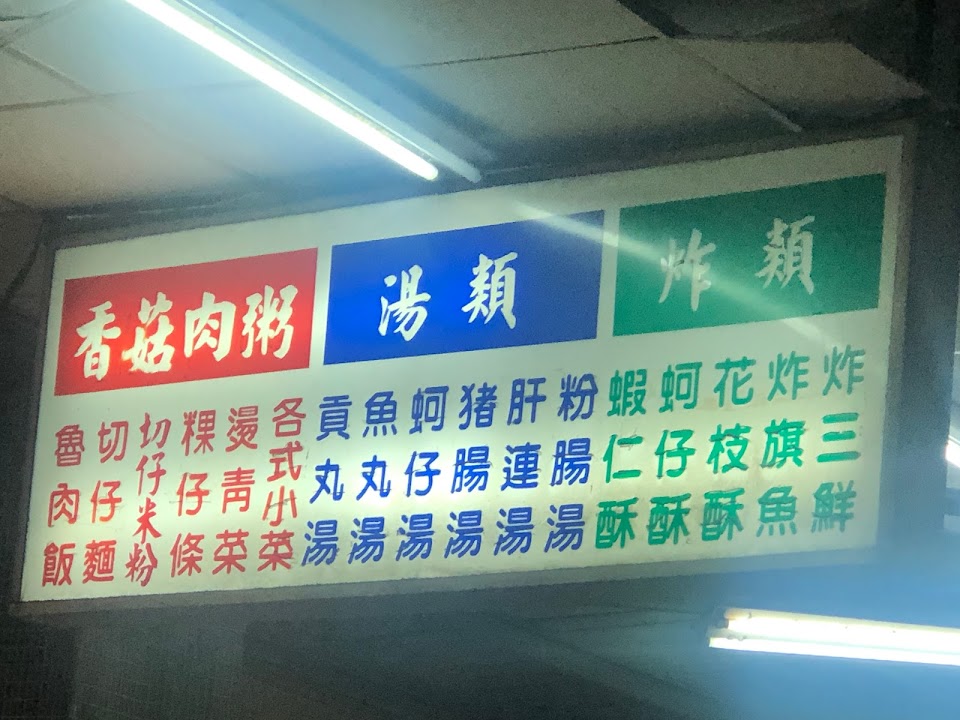 香菇肉粥
魯肉飯
切仔麵
切仔米粉
粿仔條
燙青菜
各式小菜
湯類
貢丸湯
魚丸湯
蚵仔湯
猪腸湯
肝連湯
粉腸湯
炸類
蝦仁酥
蚵仔酥
花枝酥
炸旗魚
炸三鮮